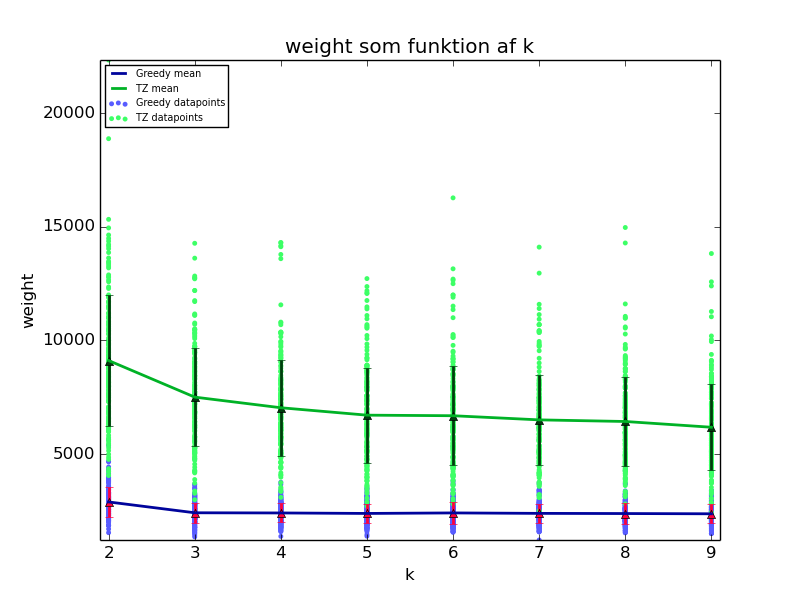 weight som funktion af k
Greedy mean
TZ mean
Greedy datapoints
TZ datapoints
20000
15000
10000
5000
weight
2 3 4 5 6 7 8 9
k